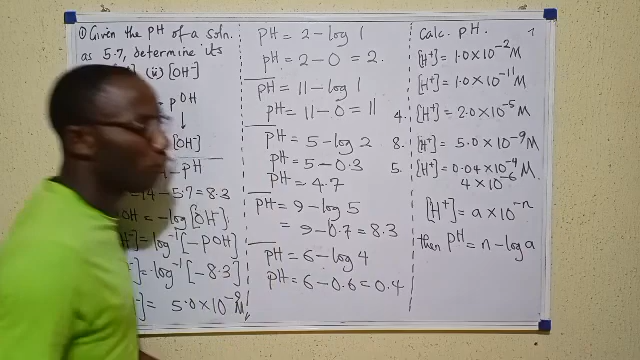 ① Given the PH of a soln.
as 5.7, determine its
(ii) [OH⁻]
= pOH
↓
[OH⁻]
- PH
14 - 5.7 = 8.3
OH = -log [OH⁻]
= log⁻¹[-POH]
= log⁻¹[-8.3]
= 5.0 × 10⁻⁹ M
PH = 2 - log 1
PH = 2 - 0 = 2.
PH = 11 - log 1
PH = 11 - 0 = 11
PH = 5 - log 2
PH = 5 - 0.3
PH = 4.7
PH = 9 - log 5
= 9 - 0.7 = 8.3
PH = 6 - log 4
PH = 6 - 0.6 = 0.4
Calc. PH. 1
[H⁺] = 1.0 × 10⁻² M
[H⁺] = 1.0 × 10⁻¹¹ M
4. [H⁺] = 2.0 × 10⁻⁵ M
8. [H⁺] = 5.0 × 10⁻⁹ M
5. [H⁺] = 0.04 × 10⁻⁴ M.
4 × 10⁻⁶
[H⁺] = a × 10⁻ⁿ
then PH = n - log a